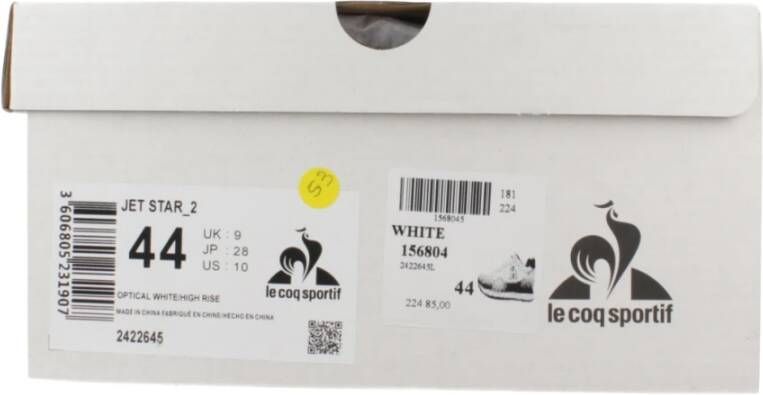 53
JET STAR_2
44
UK : 9
JP : 28
US : 10
le coq sportif
OPTICAL WHITE/HIGH RISE
MADE IN CHINA FABRIQUÉ EN CHINE/HECHO EN CHINA
2422645
3 606805 231907
181
224
1568045
WHITE
156804
2422645L
44
224 85,00
le coq sportif